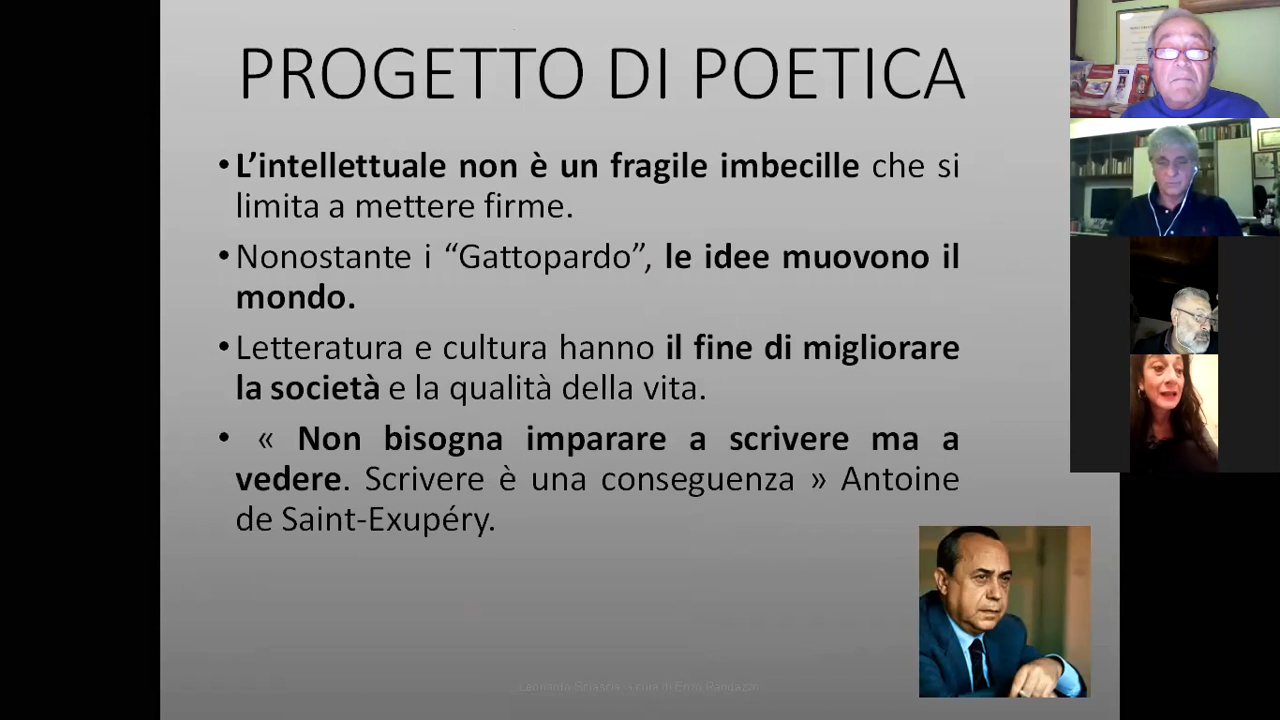 PROGETTO DI POETICA
• L’intellettuale non è un fragile imbecille che si
limita a mettere firme.
• Nonostante i “Gattopardo”, le idee muovono il
mondo.
• Letteratura e cultura hanno il fine di migliorare
la società e la qualità della vita.
• « Non bisogna imparare a scrivere ma a
vedere. Scrivere è una conseguenza » Antoine
de Saint-Exupéry.
Leonardo Sciascia a cura di Enzo Randazzo